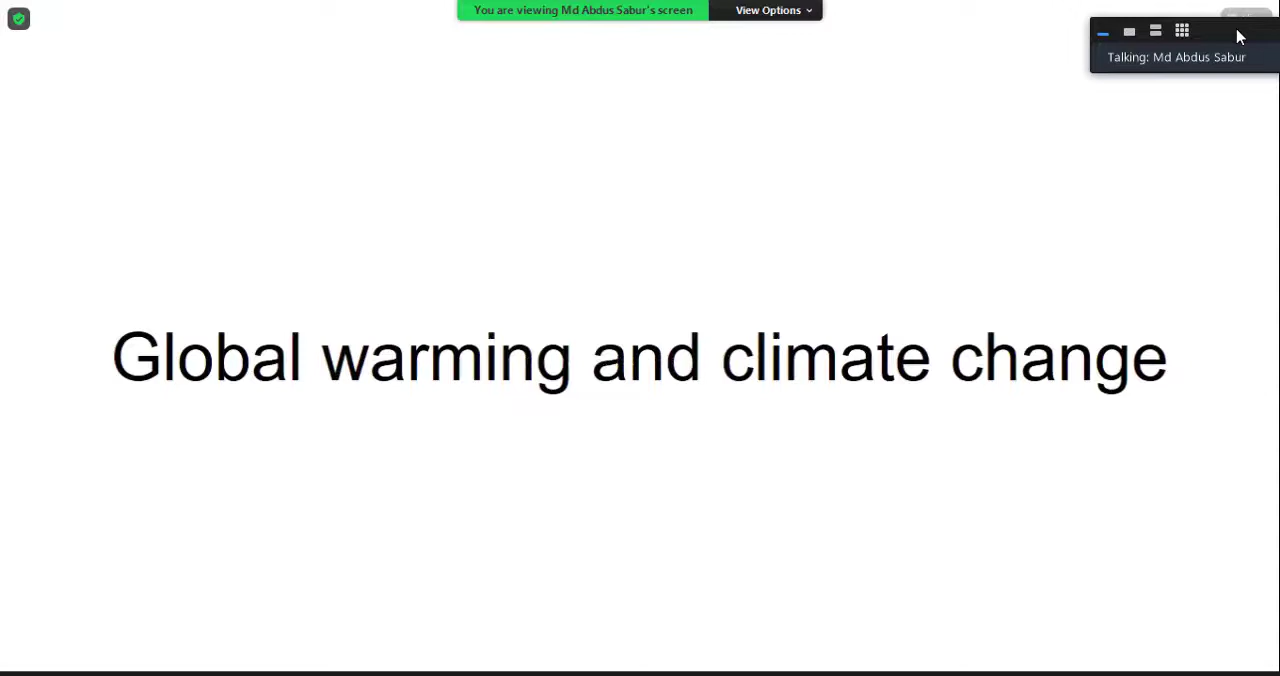 You are viewing Md Abdus Sabur's screen
View Options
Talking: Md Abdus Sabur
Global warming and climate change